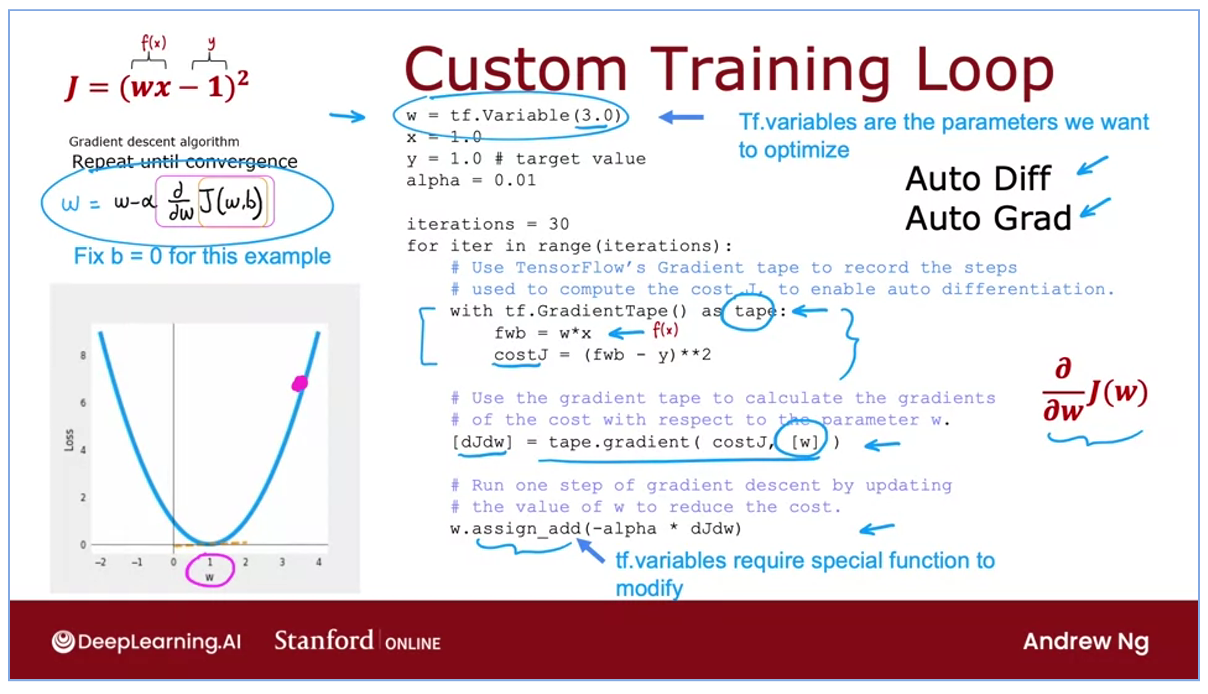 f(x) y
J = (wx − 1)²
Custom Training Loop
Gradient descent algorithm
Repeat until convergence
w = w-α ∂/∂w J(w,b)
Fix b = 0 for this example
w = tf.Variable(3.0)
x = 1.0
y = 1.0 # target value
alpha = 0.01
Tf.variables are the parameters we want
to optimize
Auto Diff
Auto Grad
iterations = 30
for iter in range(iterations):
# Use TensorFlow's Gradient tape to record the steps
# used to compute the cost J, to enable auto differentiation.
with tf.GradientTape() as tape:
fwb = w*x f(x)
costJ = (fwb - y)**2
# Use the gradient tape to calculate the gradients
# of the cost with respect to the parameter w.
[dJdw] = tape.gradient( costJ, [w] )
∂/∂w J(w)
# Run one step of gradient descent by updating
# the value of w to reduce the cost.
w.assign_add(-alpha * dJdw)
tf.variables require special function to
modify
Loss
8
6
4
2
0
−2 −1 0 1 2 3 4
w
DeepLearning.AI Stanford ONLINE
Andrew Ng